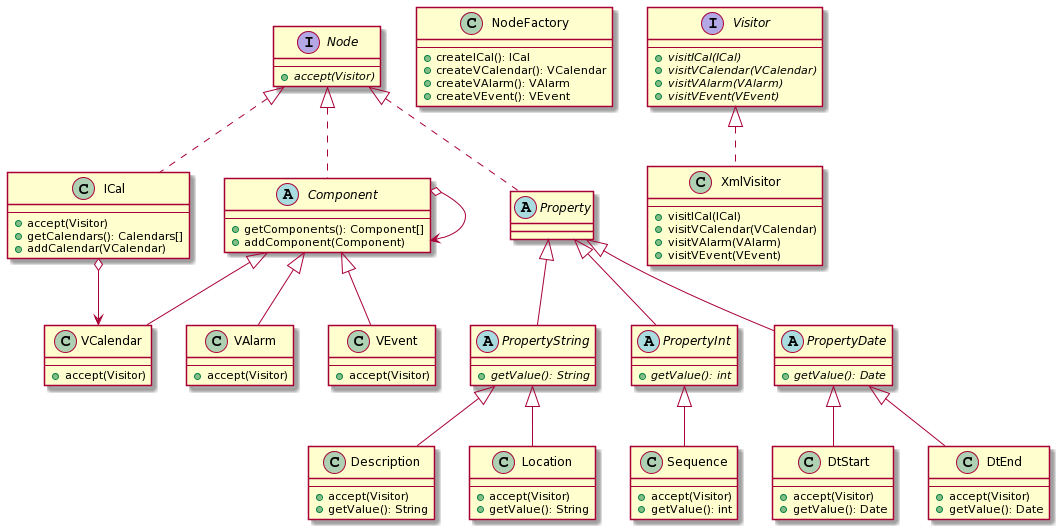 I Node
accept(Visitor)
C NodeFactory
createICal(): ICal
createVCalendar(): VCalendar
createVAlarm(): VAlarm
createVEvent(): VEvent
I Visitor
visitICal(ICal)
visitVCalendar(VCalendar)
visitVAlarm(VAlarm)
visitVEvent(VEvent)
C ICal
accept(Visitor)
getCalendars(): Calendars[]
addCalendar(VCalendar)
A Component
getComponents(): Component[]
addComponent(Component)
A Property
C XmlVisitor
visitICal(ICal)
visitVCalendar(VCalendar)
visitVAlarm(VAlarm)
visitVEvent(VEvent)
C VCalendar
accept(Visitor)
C VAlarm
accept(Visitor)
C VEvent
accept(Visitor)
A PropertyString
getValue(): String
A PropertyInt
getValue(): int
A PropertyDate
getValue(): Date
C Description
accept(Visitor)
getValue(): String
C Location
accept(Visitor)
getValue(): String
C Sequence
accept(Visitor)
getValue(): int
C DtStart
accept(Visitor)
getValue(): Date
C DtEnd
accept(Visitor)
getValue(): Date